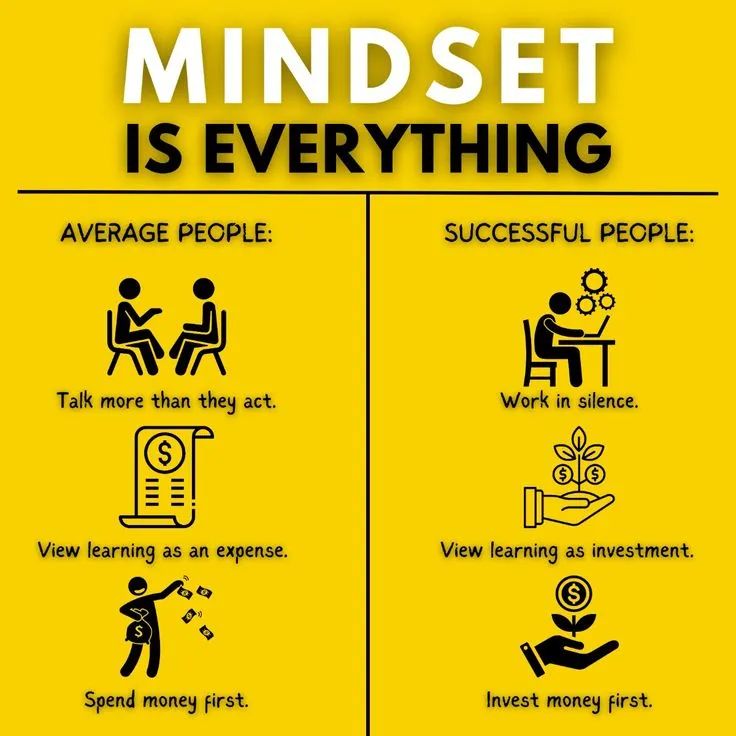 MINDSET
IS EVERYTHING
AVERAGE PEOPLE:
Talk more than they act.
$
View learning as an expense.
$
Spend money first.
SUCCESSFUL PEOPLE:
Work in silence.
$ $
View learning as investment.
$
Invest money first.